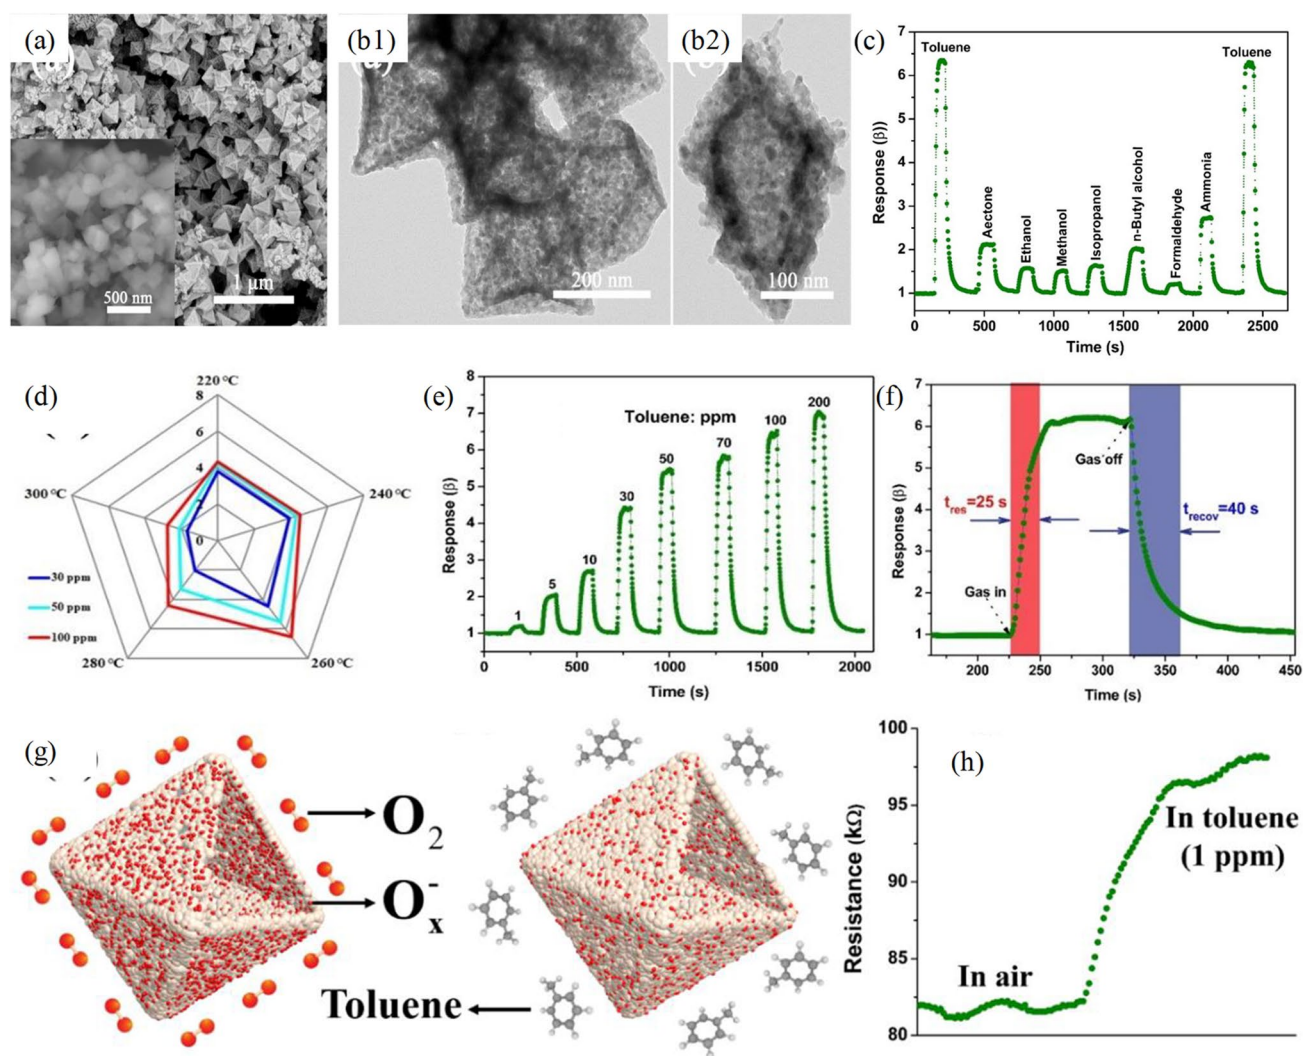 (a)
1 μm
500 nm
(b1)
200 nm
(b2)
100 nm
(c)
Response (β))
7
6
5
4
3
2
1
Toluene
Aectone
Ethanol
Methanol
Isopropanol
n-Butyl alcohol
Formaldehyde
Ammonia
Toluene
0 500 1000 1500 2000 2500
Time (s)
(d)
220 °C
8
6
4
2
0
300 °C
240 °C
280 °C
260 °C
30 ppm
50 ppm
100 ppm
(e)
Response (β)
8
7
6
5
4
3
2
1
Toluene: ppm
1
5
10
30
50
70
100
200
0 500 1000 1500 2000
Time (s)
(f)
Response (β)
7
6
5
4
3
2
1
Gas off
tres=25 s
trecov=40 s
Gas in
200 250 300 350 400 450
Time (s)
(g)
O2
Ox-
Toluene
(h)
Resistance (kΩ)
100
95
90
85
80
In toluene
(1 ppm)
In air